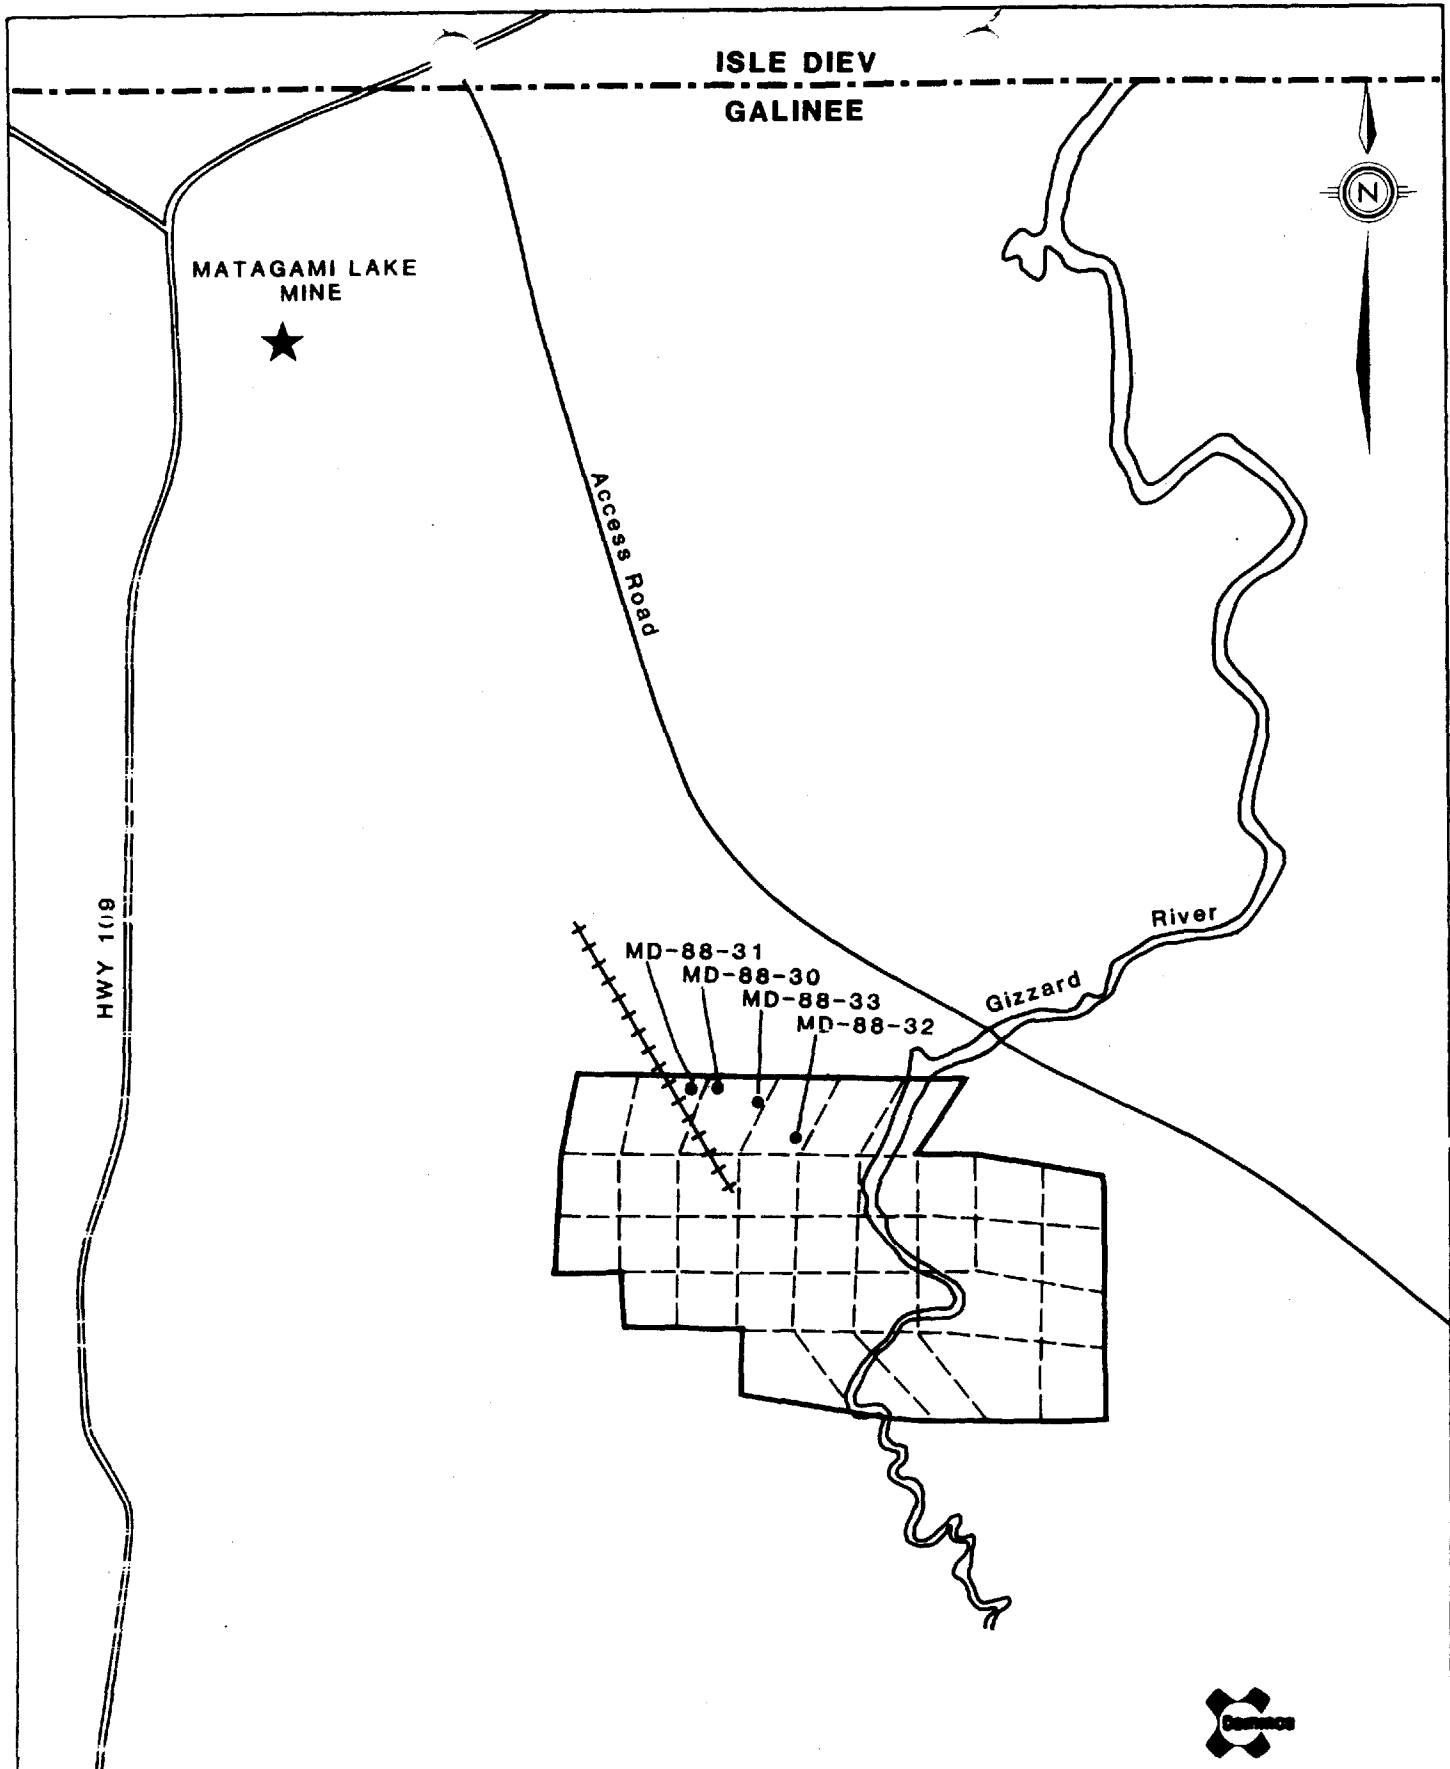 ISLE DIEV
GALINEE
N
MATAGAMI LAKE
MINE
Access Road
HWY 109
River
Gizzard
MD-88-31
MD-88-30
MD-88-33
MD-88-32